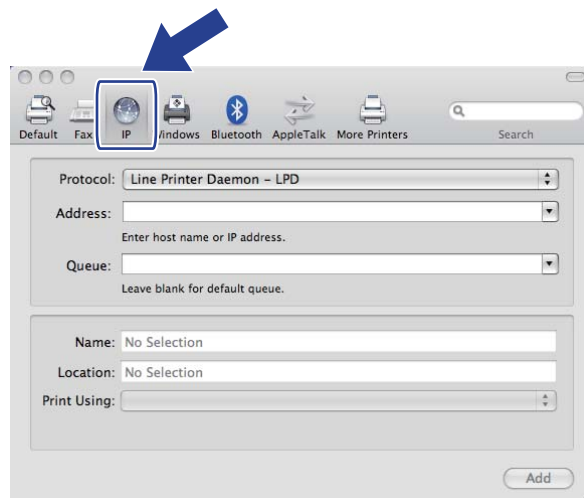 Default Fax IP Windows Bluetooth AppleTalk More Printers Search
Protocol: Line Printer Daemon – LPD
Address:
Enter host name or IP address.
Queue:
Leave blank for default queue.
Name: No Selection
Location: No Selection
Print Using:
Add